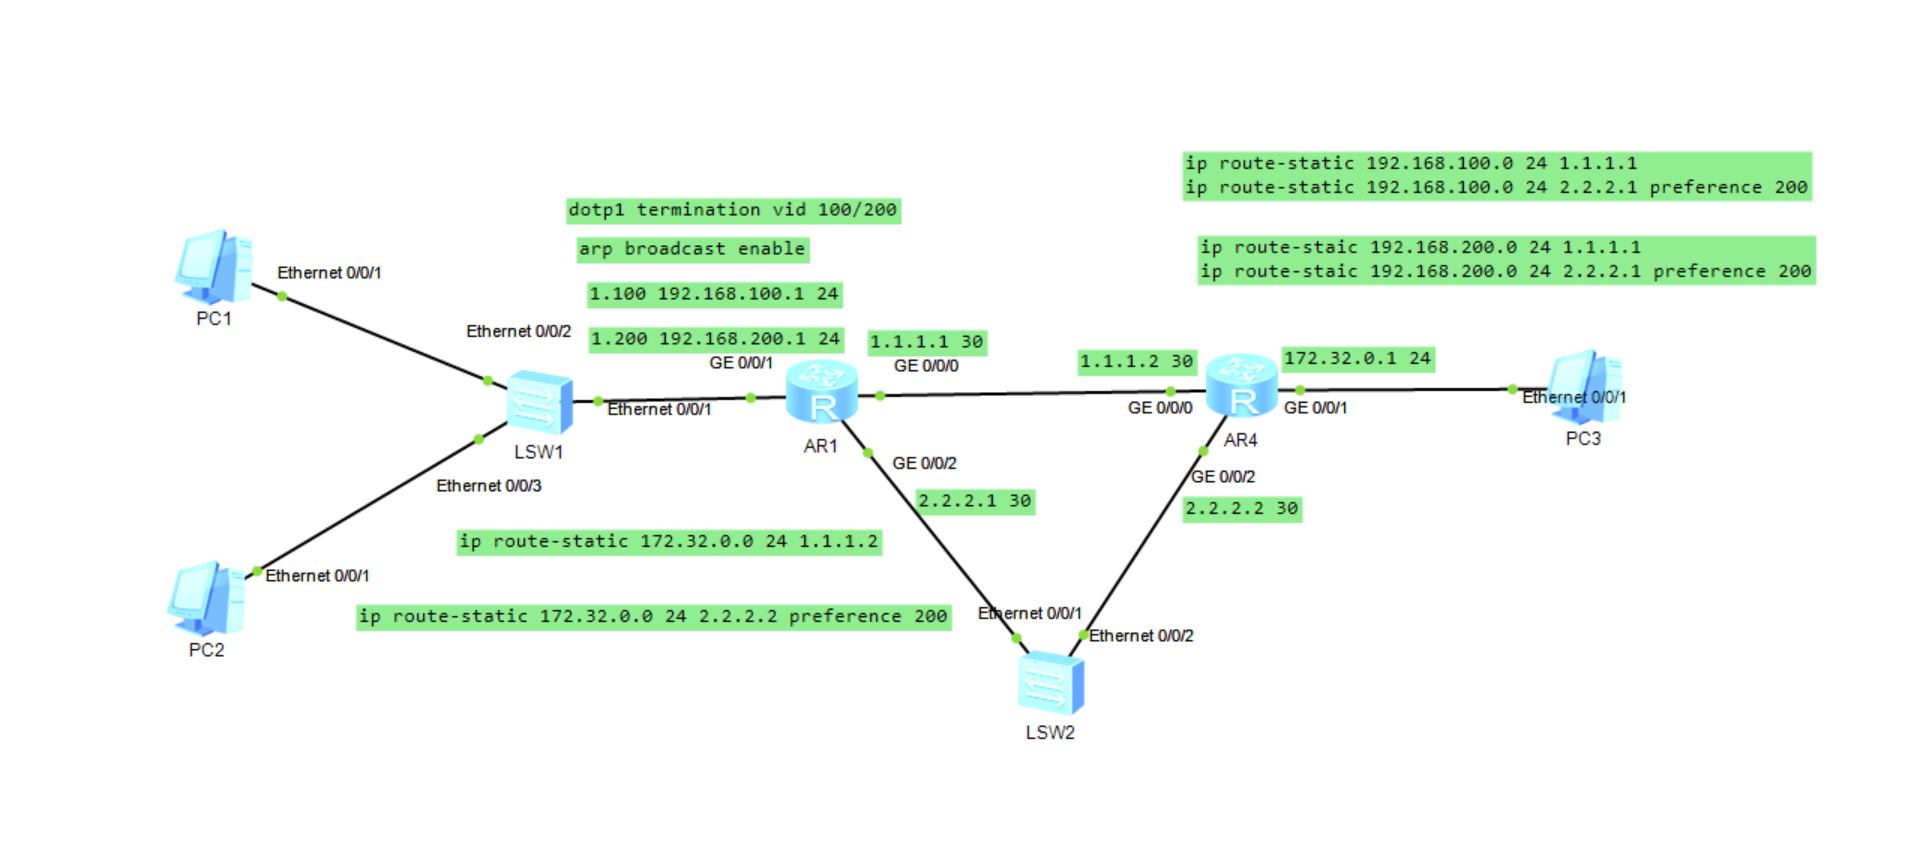 ip route-static 192.168.100.0 24 1.1.1.1
ip route-static 192.168.100.0 24 2.2.2.1 preference 200
dotp1 termination vid 100/200
arp broadcast enable
ip route-staic 192.168.200.0 24 1.1.1.1
ip route-staic 192.168.200.0 24 2.2.2.1 preference 200
Ethernet 0/0/1
1.100 192.168.100.1 24
PC1
Ethernet 0/0/2
1.200 192.168.200.1 24
1.1.1.1 30
GE 0/0/1
GE 0/0/0
1.1.1.2 30
172.32.0.1 24
Ethernet 0/0/1
R
R
GE 0/0/0
GE 0/0/1
Ethernet 0/0/1
LSW1
AR1
AR4
PC3
GE 0/0/2
GE 0/0/2
Ethernet 0/0/3
2.2.2.1 30
2.2.2.2 30
ip route-static 172.32.0.0 24 1.1.1.2
Ethernet 0/0/1
ip route-static 172.32.0.0 24 2.2.2.2 preference 200
Ethernet 0/0/1
Ethernet 0/0/2
PC2
LSW2